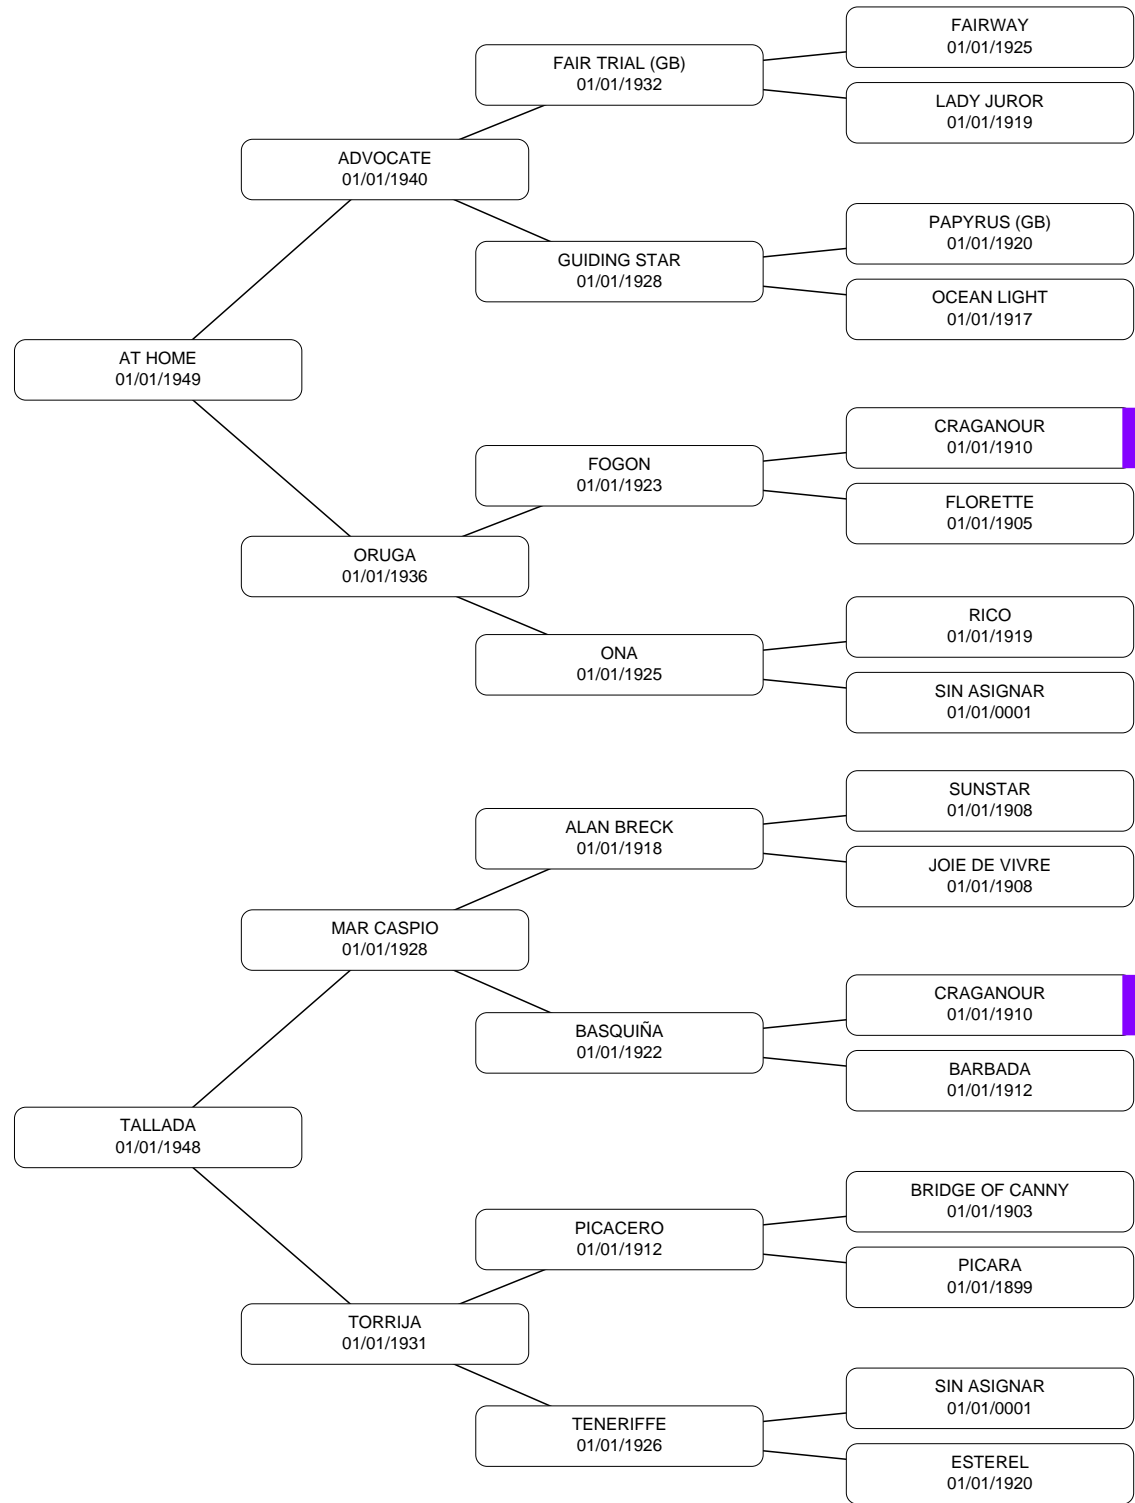 FAIRWAY
01/01/1925
FAIR TRIAL (GB)
01/01/1932
LADY JUROR
01/01/1919
ADVOCATE
01/01/1940
PAPYRUS (GB)
01/01/1920
GUIDING STAR
01/01/1928
OCEAN LIGHT
01/01/1917
AT HOME
01/01/1949
CRAGANOUR
01/01/1910
FOGON
01/01/1923
FLORETTE
01/01/1905
ORUGA
01/01/1936
RICO
01/01/1919
ONA
01/01/1925
SIN ASIGNAR
01/01/0001
SUNSTAR
01/01/1908
ALAN BRECK
01/01/1918
JOIE DE VIVRE
01/01/1908
MAR CASPIO
01/01/1928
CRAGANOUR
01/01/1910
BASQUIÑA
01/01/1922
BARBADA
01/01/1912
TALLADA
01/01/1948
BRIDGE OF CANNY
01/01/1903
PICACERO
01/01/1912
PICARA
01/01/1899
TORRIJA
01/01/1931
SIN ASIGNAR
01/01/0001
TENERIFFE
01/01/1926
ESTEREL
01/01/1920